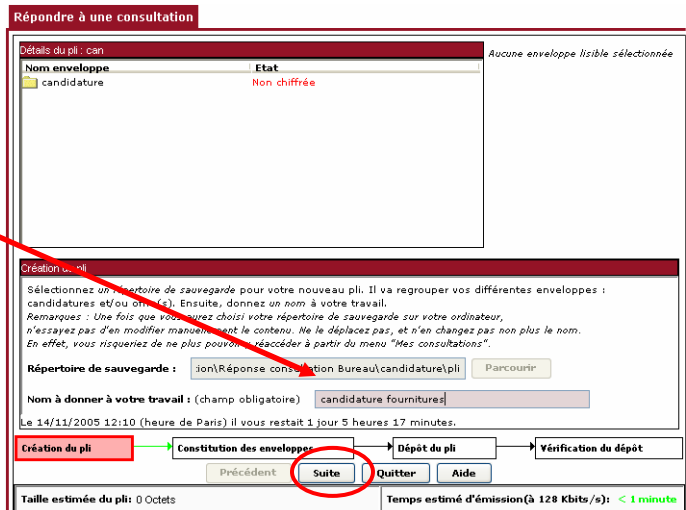 Répondre à une consultation
Détails du pli : can
Aucune enveloppe lisible sélectionnée
Nom enveloppe Etat
candidature Non chiffrée
Création du pli
Sélectionnez un répertoire de sauvegarde pour votre nouveau pli. Il va regrouper vos différentes enveloppes :
candidatures et/ou offre(s). Ensuite, donnez un nom à votre travail.
Remarques : Une fois que vous aurez choisi votre répertoire de sauvegarde sur votre ordinateur,
n'essayez pas d'en modifier manuellement le contenu. Ne le déplacez pas, et n'en changez pas non plus le nom.
En effet, vous risqueriez de ne plus pouvoir y réaccéder à partir du menu "Mes consultations".
Répertoire de sauvegarde : :ion\Réponse consultation Bureau\candidature\pli Parcourir
Nom à donner à votre travail : (champ obligatoire) candidature fournitures
Le 14/11/2005 12:10 (heure de Paris) il vous restait 1 jour 5 heures 17 minutes.
Création du pli Constitution des enveloppes Dépôt du pli Vérification du dépôt
Précédent Suite Quitter Aide
Taille estimée du pli: 0 Octets Temps estimé d'émission(à 128 Kbits/s): < 1 minute